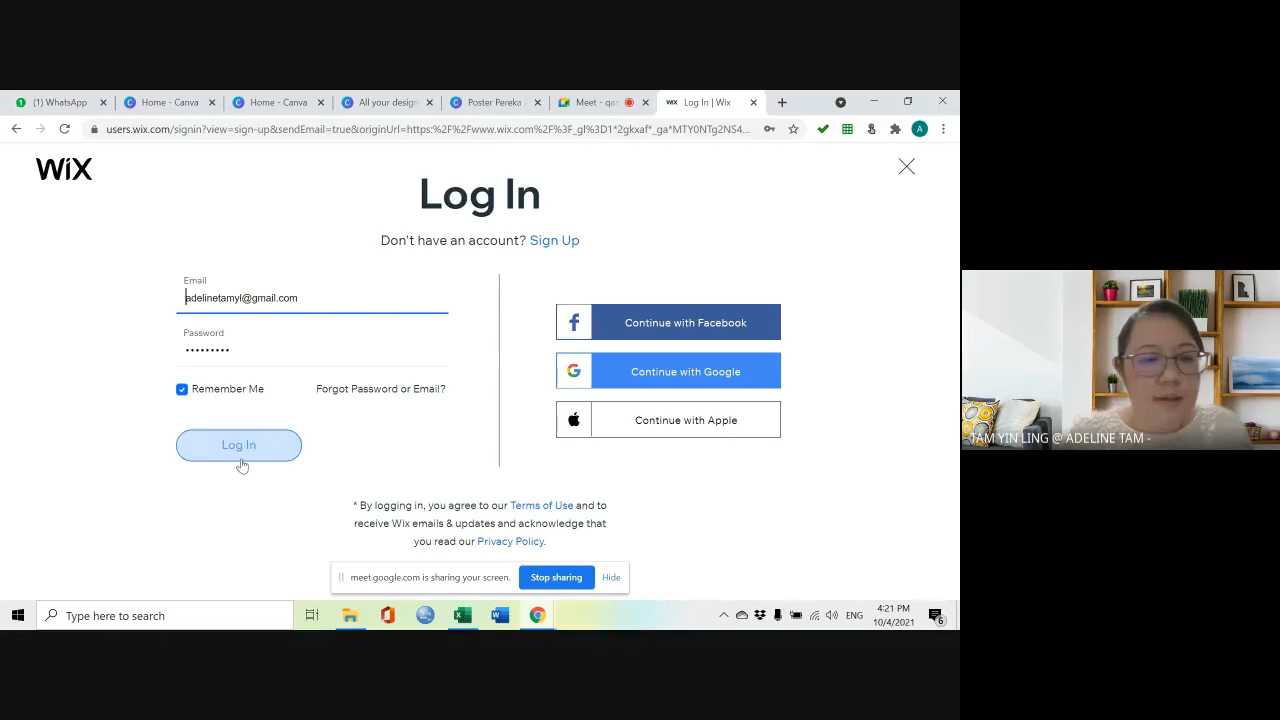 (1) WhatsApp
Home - Canva
Home - Canva
All your design
Poster Pereka
Meet - qa
WIX Log In | Wix
users.wix.com/signin?view=sign-up&sendEmail=true&originUrl=https:%2F%2Fwww.wix.com%2F%3F_gl%3D1*2gkxaf*_ga*MTY0NTg2NS4...
A
WiX
Log In
Don't have an account? Sign Up
Email
adelinetamyl@gmail.com
Password
Remember Me
Forgot Password or Email?
Log In
Continue with Facebook
Continue with Google
Continue with Apple
* By logging in, you agree to our Terms of Use and to
receive Wix emails & updates and acknowledge that
you read our Privacy Policy.
meet.google.com is sharing your screen.
Stop sharing
Hide
TAM YIN LING @ ADELINE TAM -
Type here to search
ENG
4:21 PM
10/4/2021
6